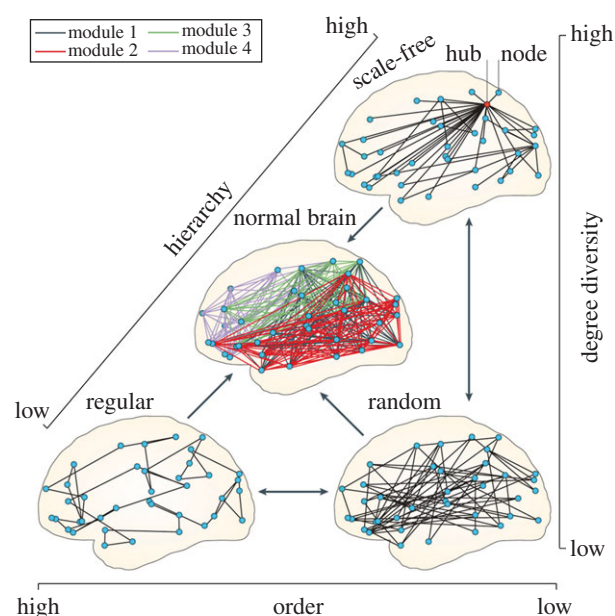 module 1 module 3
module 2 module 4
high
scale-free
hub node
high
hierarchy
normal brain
degree diversity
low
regular
random
low
high order low